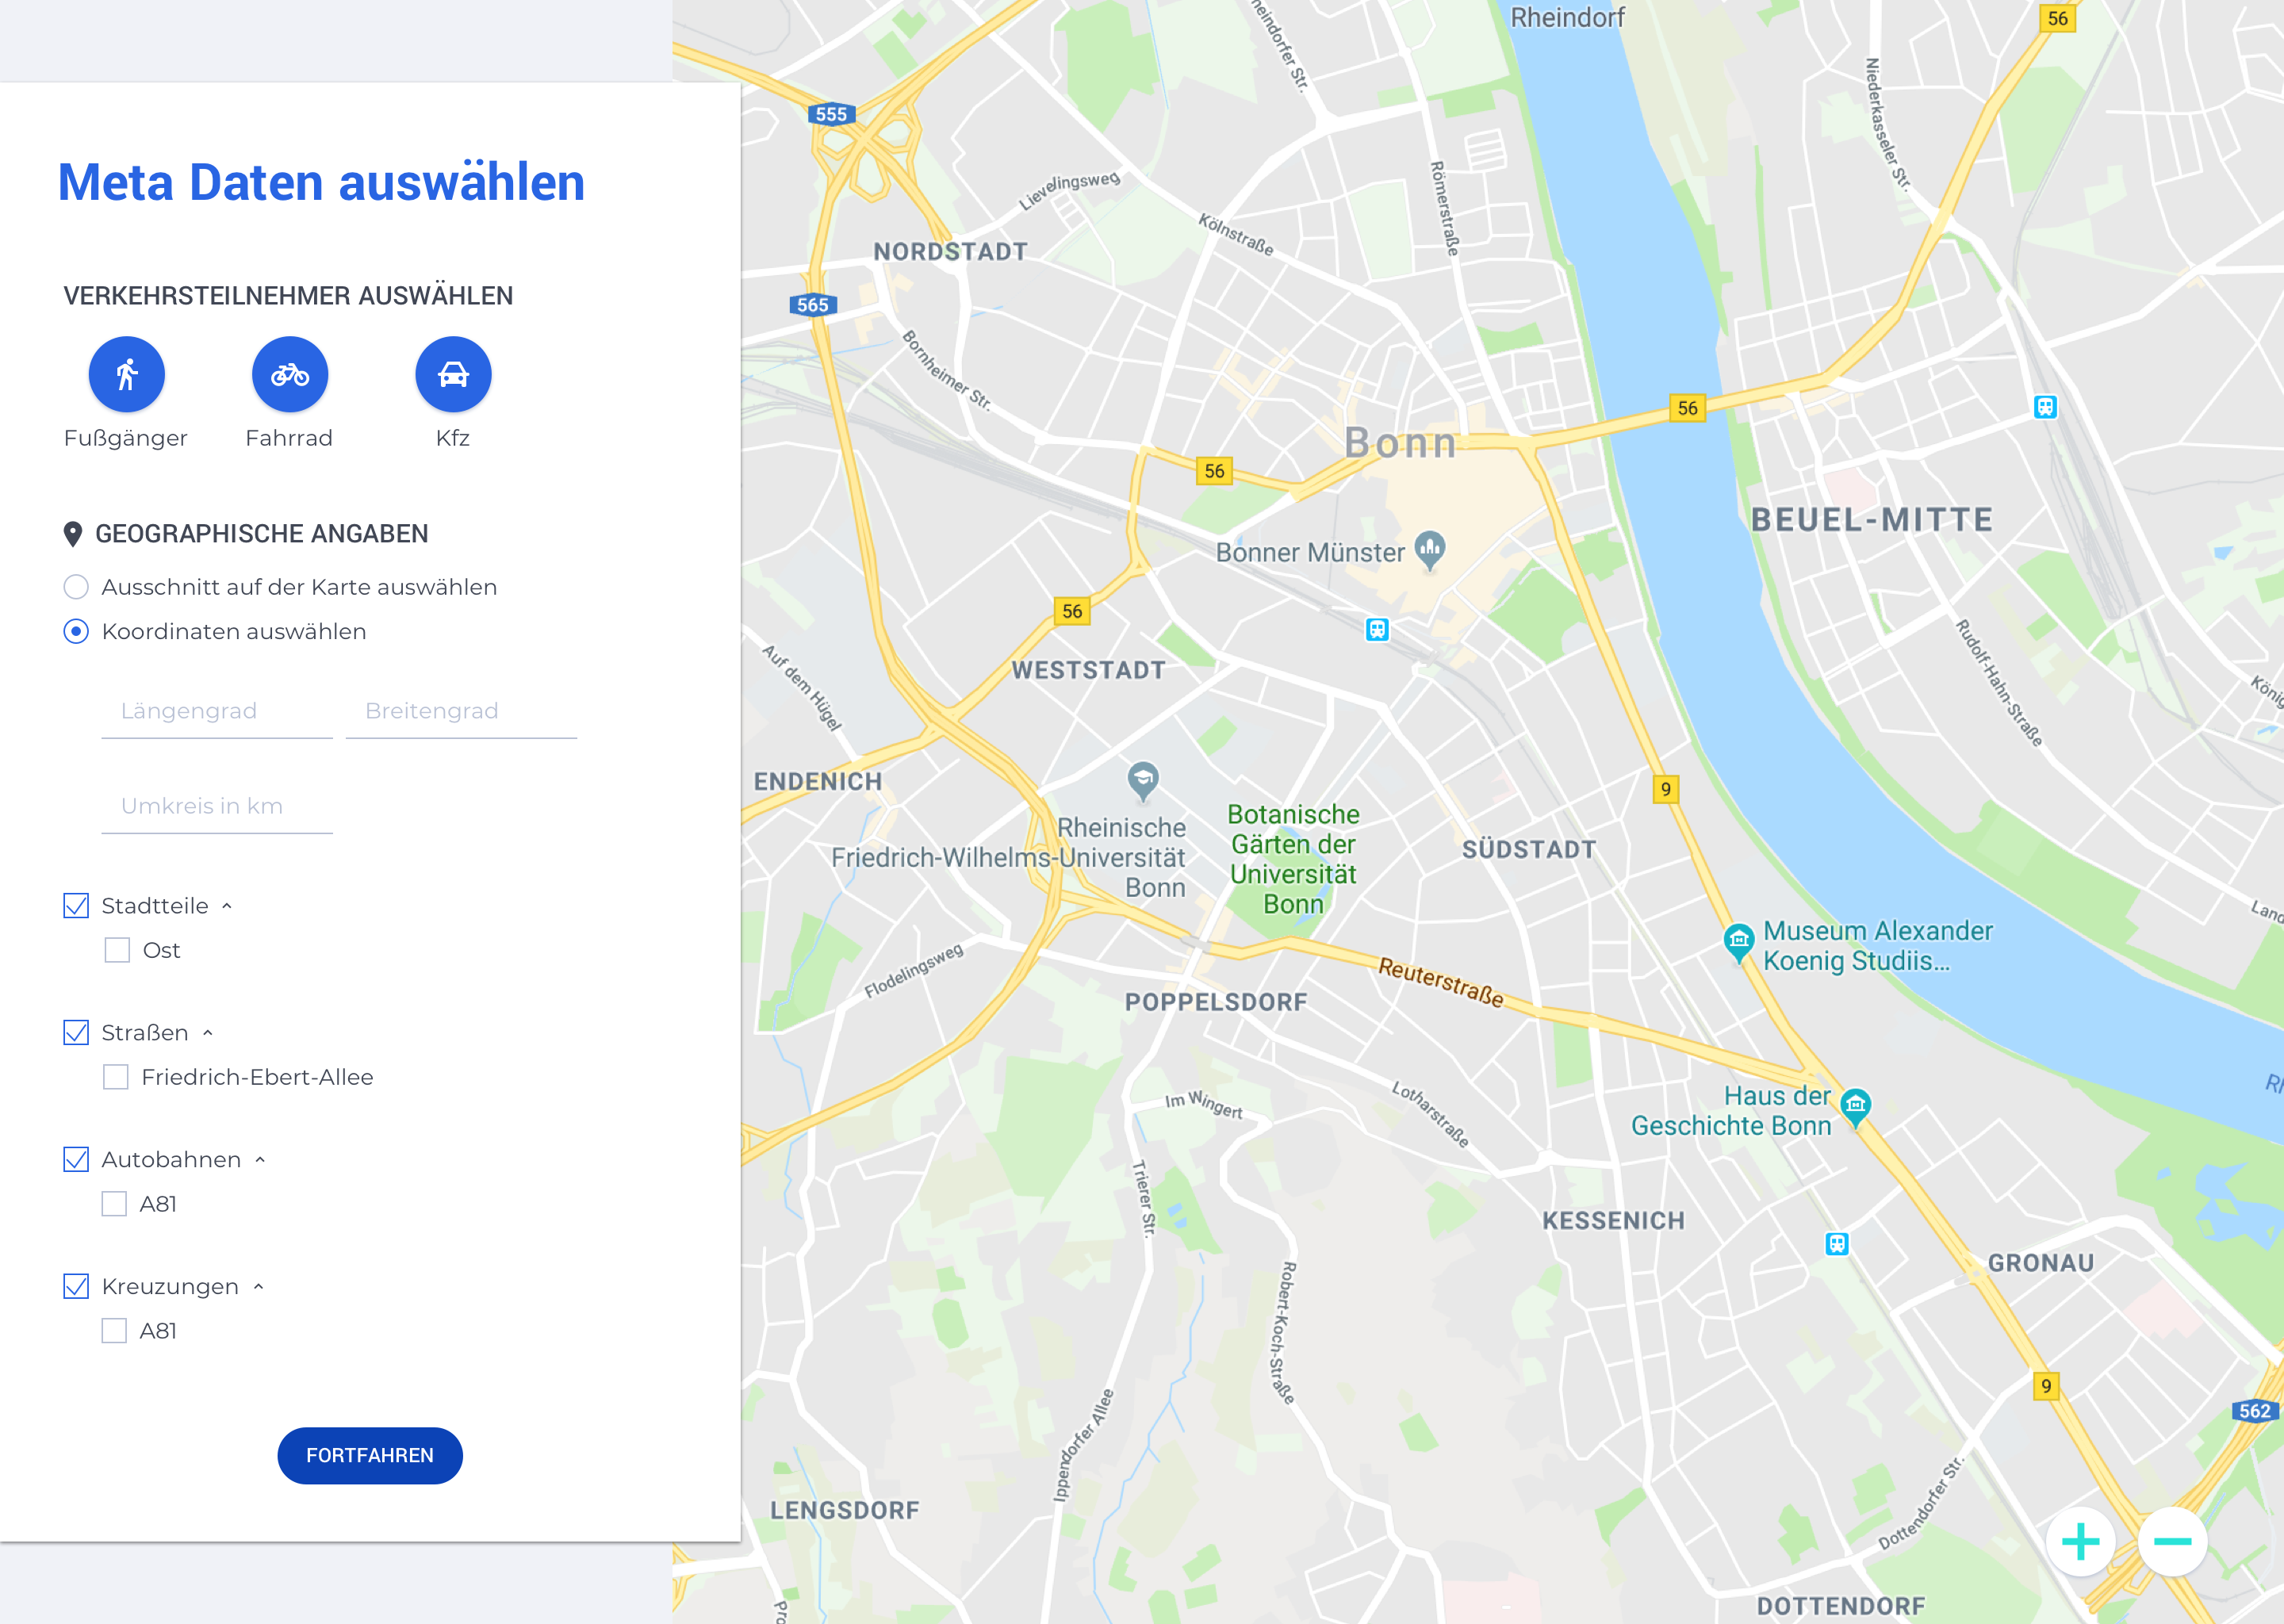 Meta Daten auswählen
VERKEHRSTEILNEHMER AUSWÄHLEN
Fußgänger
Fahrrad
Kfz
GEOGRAPHISCHE ANGABEN
Ausschnitt auf der Karte auswählen
Koordinaten auswählen
Längengrad
Breitengrad
Umkreis in km
Stadtteile
Ost
Straßen
Friedrich-Ebert-Allee
Autobahnen
A81
Kreuzungen
A81
FORTFAHREN
Rheindorf
56
555
Lievelingsweg
Römerstraße
Niederkasseler Str.
Kölnstraße
NORDSTADT
565
Bornheimer Str.
56
Bonn
56
BEUEL-MITTE
Bonner Münster
56
Auf dem Hügel
WESTSTADT
Rudolf-Hahn-Straße
ENDENICH
9
Rheinische
Friedrich-Wilhelms-Universität
Bonn
Botanische
Gärten der
Universität
Bonn
SÜDSTADT
Museum Alexander
Koenig Studiis...
Flodelingsweg
Reuterstraße
POPPELSDORF
Im Wingert
Lotharstraße
Haus der
Geschichte Bonn
Trierer Str.
KESSENICH
GRONAU
Robert-Koch-Straße
9
562
Ippendorfer Allee
LENGSDORF
Dottendorfer Str.
DOTTENDORF